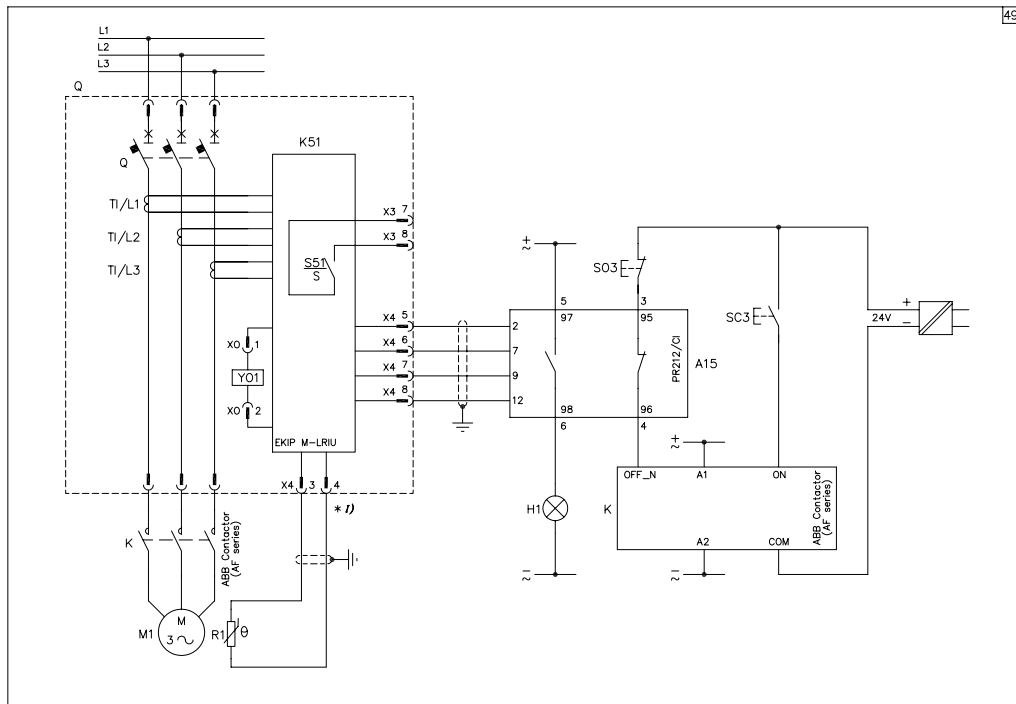 49
L1
L2
L3
Q
K51
Q
TI/L1
TI/L2
TI/L3
X3 7
X3 8
S51
S
X4 5
X4 6
X4 7
X4 8
X0 1
Y01
X0 2
EKIP M-LRIU
X4 3 4
* I)
K
ABB Contactor
(AF series)
M1
M
3
R1
θ
+
~
5
97
3
95
2
7
9
12
98
6
96
4
PR212/CI
A15
S03
SC3
24V
+
−
H1
−
~
+
~
OFF_N
A1
ON
K
A2
COM
ABB Contactor
(AF series)
−
~